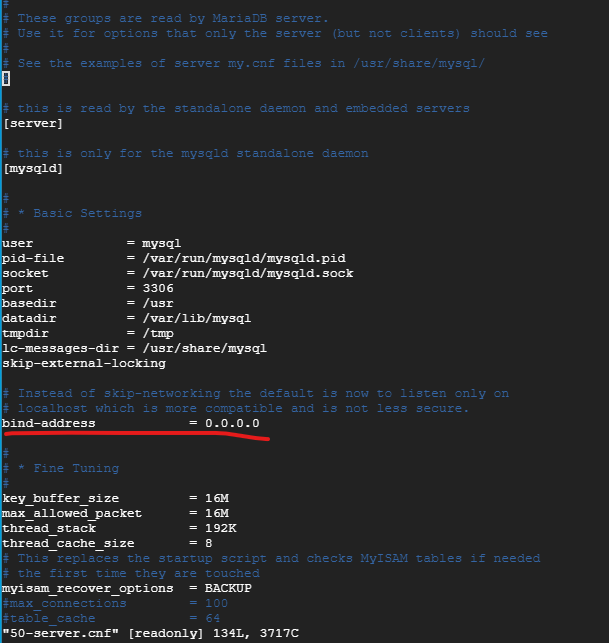 #
# These groups are read by MariaDB server.
# Use it for options that only the server (but not clients) should see
#
# See the examples of server my.cnf files in /usr/share/mysql/
#
# this is read by the standalone daemon and embedded servers
[server]
# this is only for the mysqld standalone daemon
[mysqld]
#
# * Basic Settings
#
user            = mysql
pid-file        = /var/run/mysqld/mysqld.pid
socket          = /var/run/mysqld/mysqld.sock
port            = 3306
basedir         = /usr
datadir         = /var/lib/mysql
tmpdir          = /tmp
lc-messages-dir = /usr/share/mysql
skip-external-locking
# Instead of skip-networking the default is now to listen only on
# localhost which is more compatible and is not less secure.
bind-address            = 0.0.0.0
#
# * Fine Tuning
#
key_buffer_size         = 16M
max_allowed_packet      = 16M
thread_stack            = 192K
thread_cache_size       = 8
# This replaces the startup script and checks MyISAM tables if needed
# the first time they are touched
myisam_recover_options  = BACKUP
#max_connections        = 100
#table_cache            = 64
"50-server.cnf" [readonly] 134L, 3717C